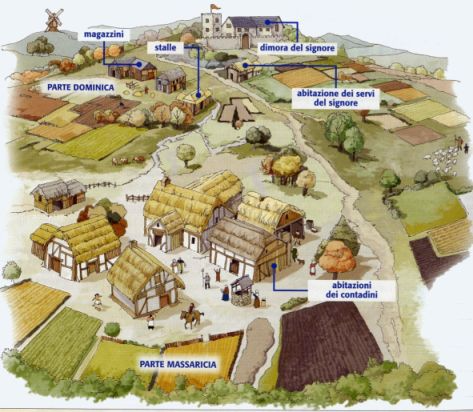 magazzini
stalle
dimora del signore
PARTE DOMINICA
abitazione dei servi
del signore
abitazioni
dei contadini
PARTE MASSARICIA